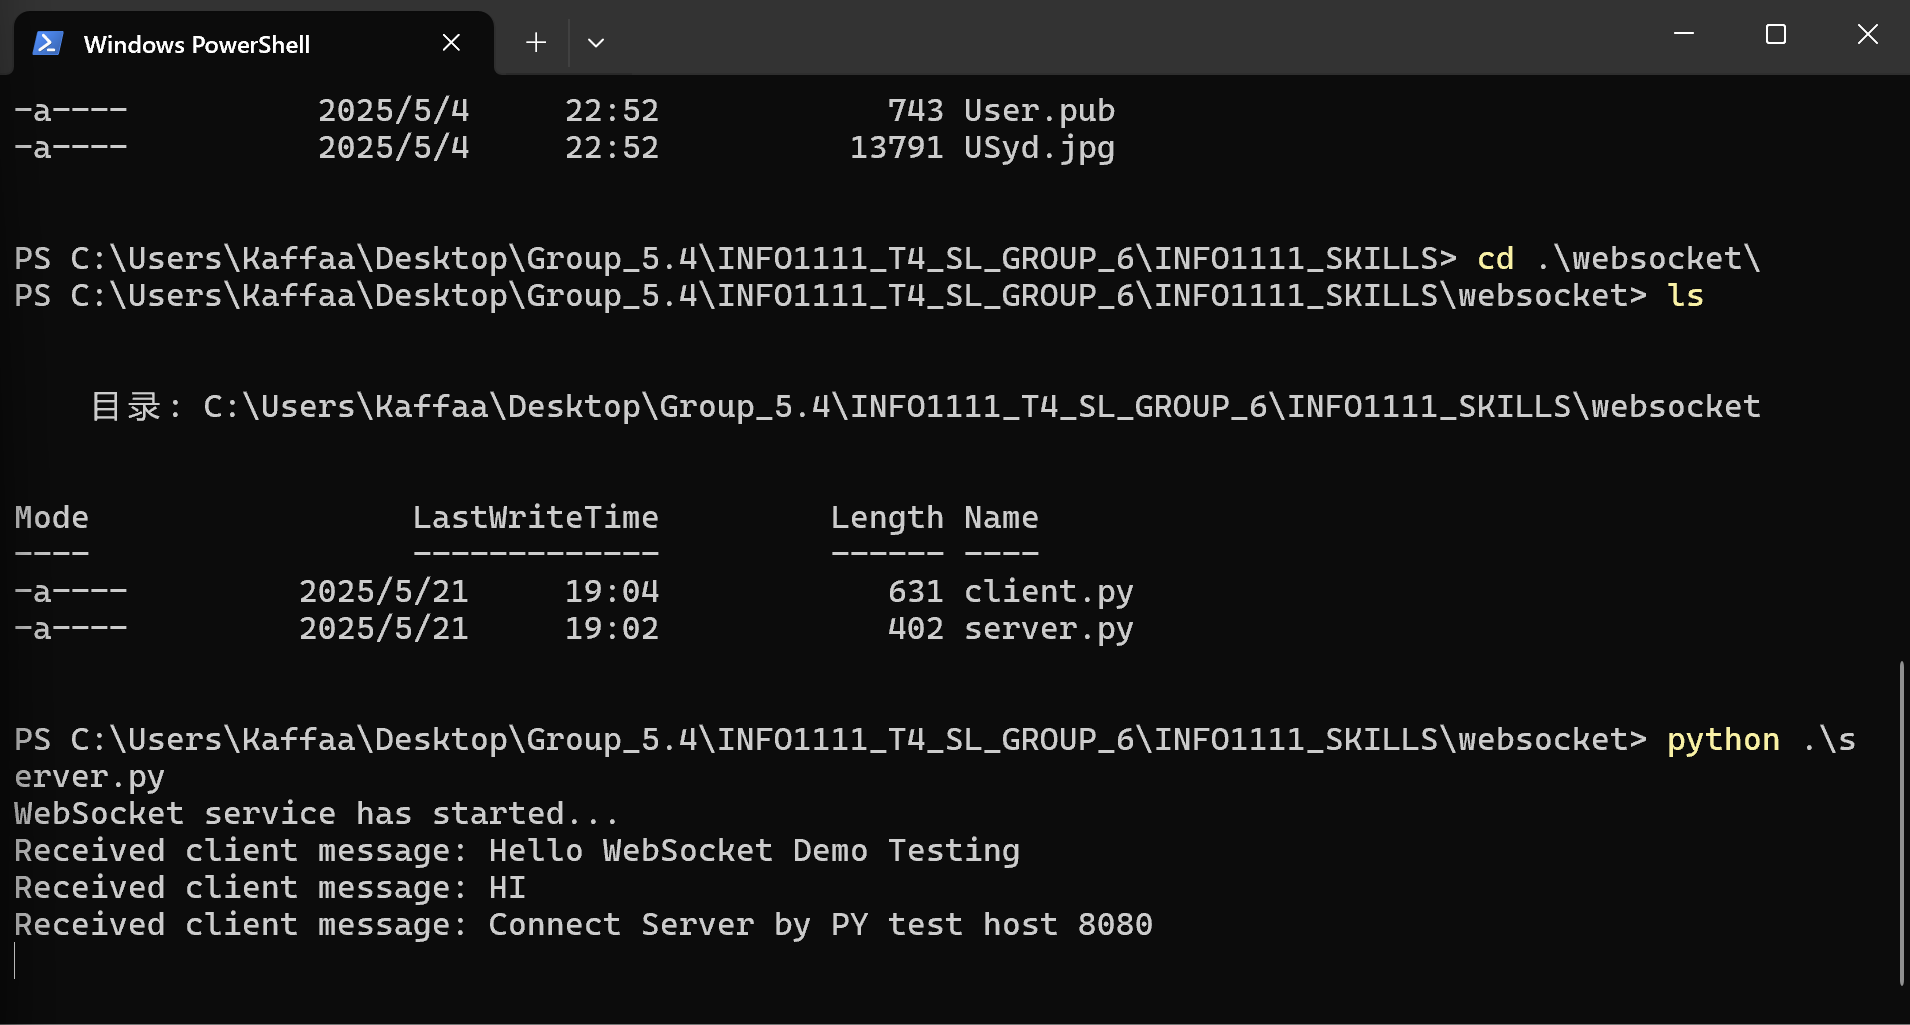 Windows PowerShell
-a---- 2025/5/4 22:52 743 User.pub
-a---- 2025/5/4 22:52 13791 USyd.jpg
PS C:\Users\Kaffaa\Desktop\Group_5.4\INFO1111_T4_SL_GROUP_6\INFO1111_SKILLS> cd .\websocket\
PS C:\Users\Kaffaa\Desktop\Group_5.4\INFO1111_T4_SL_GROUP_6\INFO1111_SKILLS\websocket> ls
目录: C:\Users\Kaffaa\Desktop\Group_5.4\INFO1111_T4_SL_GROUP_6\INFO1111_SKILLS\websocket
Mode LastWriteTime Length Name
---- ------------- ------ ----
-a---- 2025/5/21 19:04 631 client.py
-a---- 2025/5/21 19:02 402 server.py
PS C:\Users\Kaffaa\Desktop\Group_5.4\INFO1111_T4_SL_GROUP_6\INFO1111_SKILLS\websocket> python .\s
erver.py
WebSocket service has started...
Received client message: Hello WebSocket Demo Testing
Received client message: HI
Received client message: Connect Server by PY test host 8080